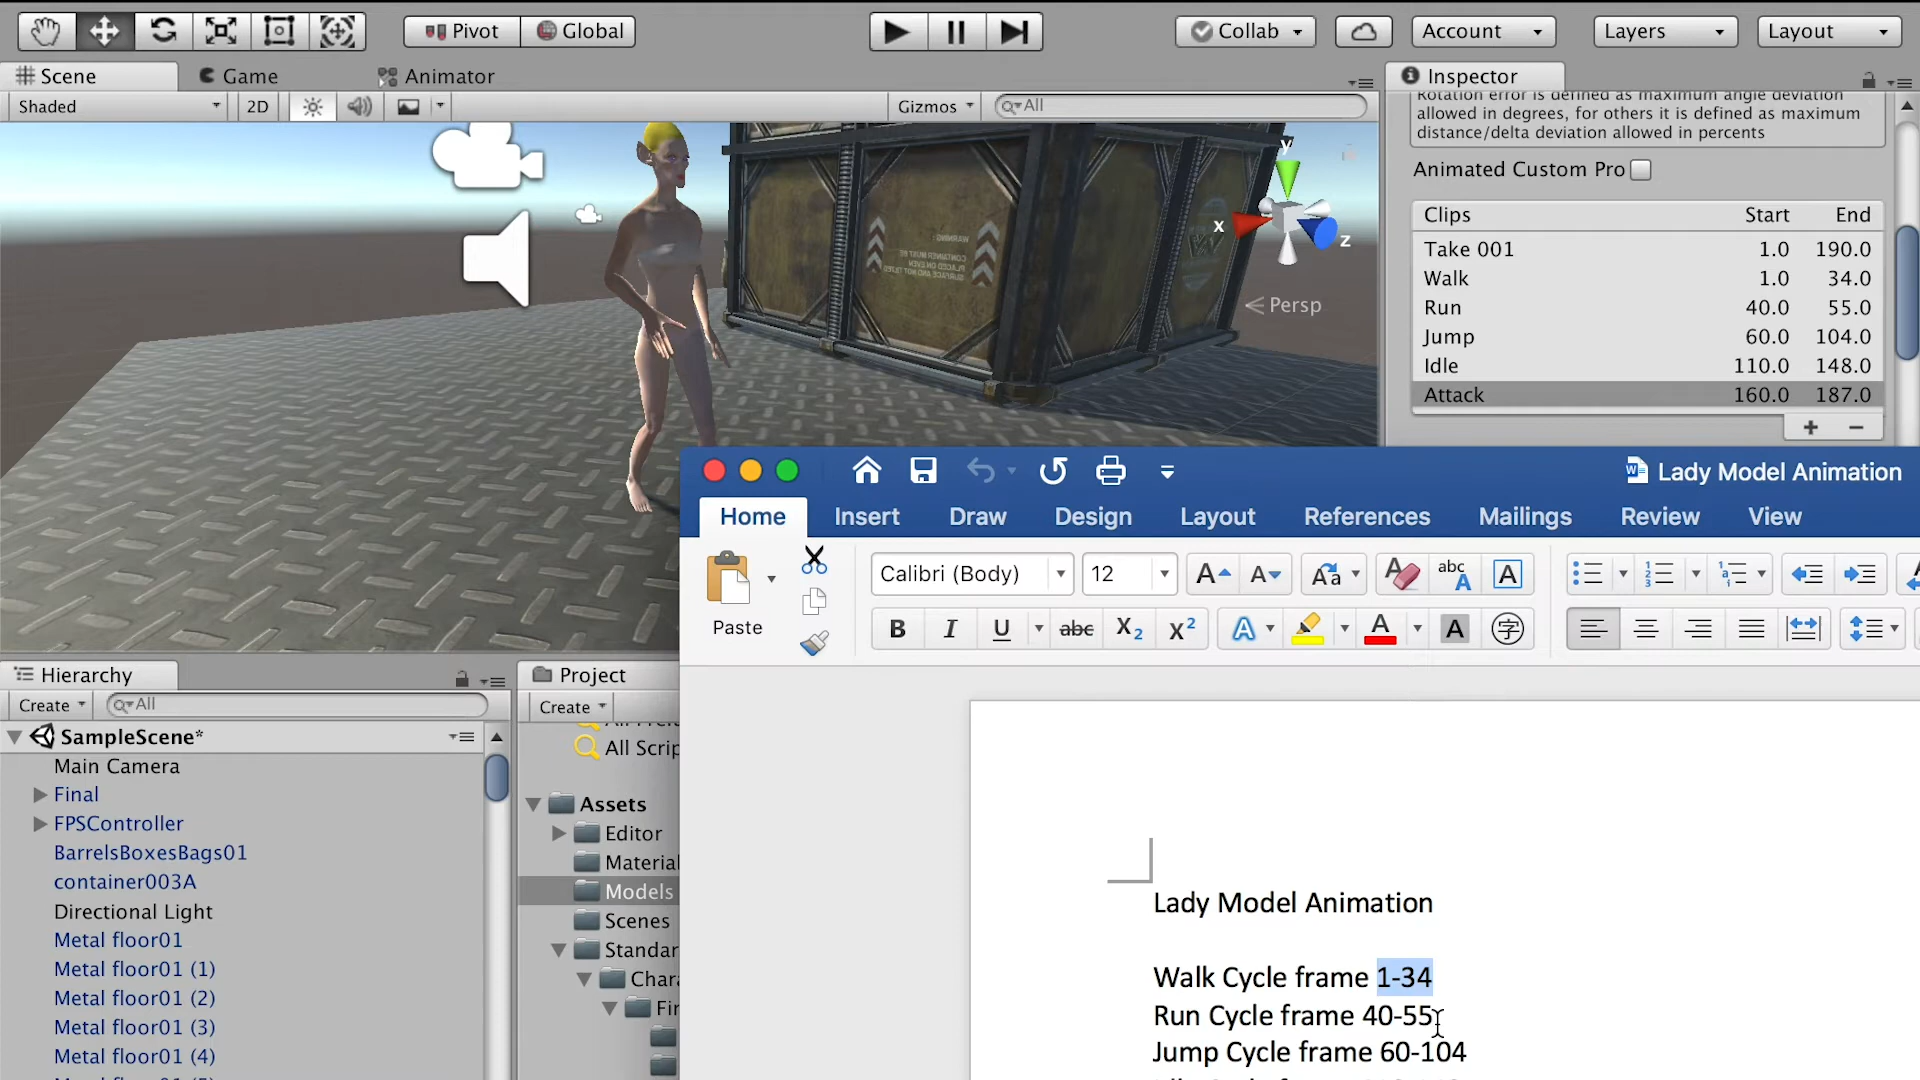 Pivot Global Collab Account Layers Layout
Scene Game Animator Inspector
Shaded 2D Gizmos All
Rotation error is defined as maximum angle deviation
allowed in degrees, for others it is defined as maximum
distance/delta deviation allowed in percents
Animated Custom Pro
Clips Start End
Take 001 1.0 190.0
Walk 1.0 34.0
Run 40.0 55.0
Jump 60.0 104.0
Idle 110.0 148.0
Attack 160.0 187.0
y
x
z
Persp
Lady Model Animation
Home Insert Draw Design Layout References Mailings Review View
Paste
Calibri (Body) 12
Hierarchy
Create All
SampleScene*
Main Camera
Final
FPSController
BarrelsBoxesBags01
container003A
Directional Light
Metal floor01
Metal floor01 (1)
Metal floor01 (2)
Metal floor01 (3)
Metal floor01 (4)
Project
Create
All Scrip
Assets
Editor
Material
Models
Scenes
Standar
Chara
Fir
Lady Model Animation
Walk Cycle frame 1-34
Run Cycle frame 40-55
Jump Cycle frame 60-104